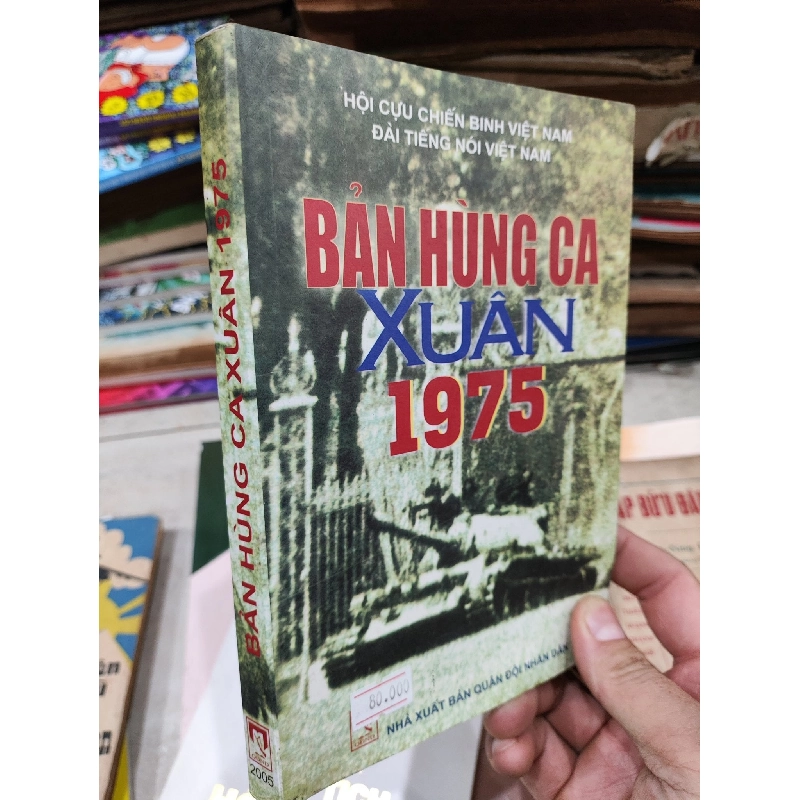 HỘI CỰU CHIẾN BINH VIỆT NAM
ĐÀI TIẾNG NÓI VIỆT NAM
BẢN HÙNG CA
XUÂN
1975
80.000
NHÀ XUẤT BẢN QUÂN ĐỘI NHÂN DÂN
BẢN HÙNG CA XUÂN 1975
2005